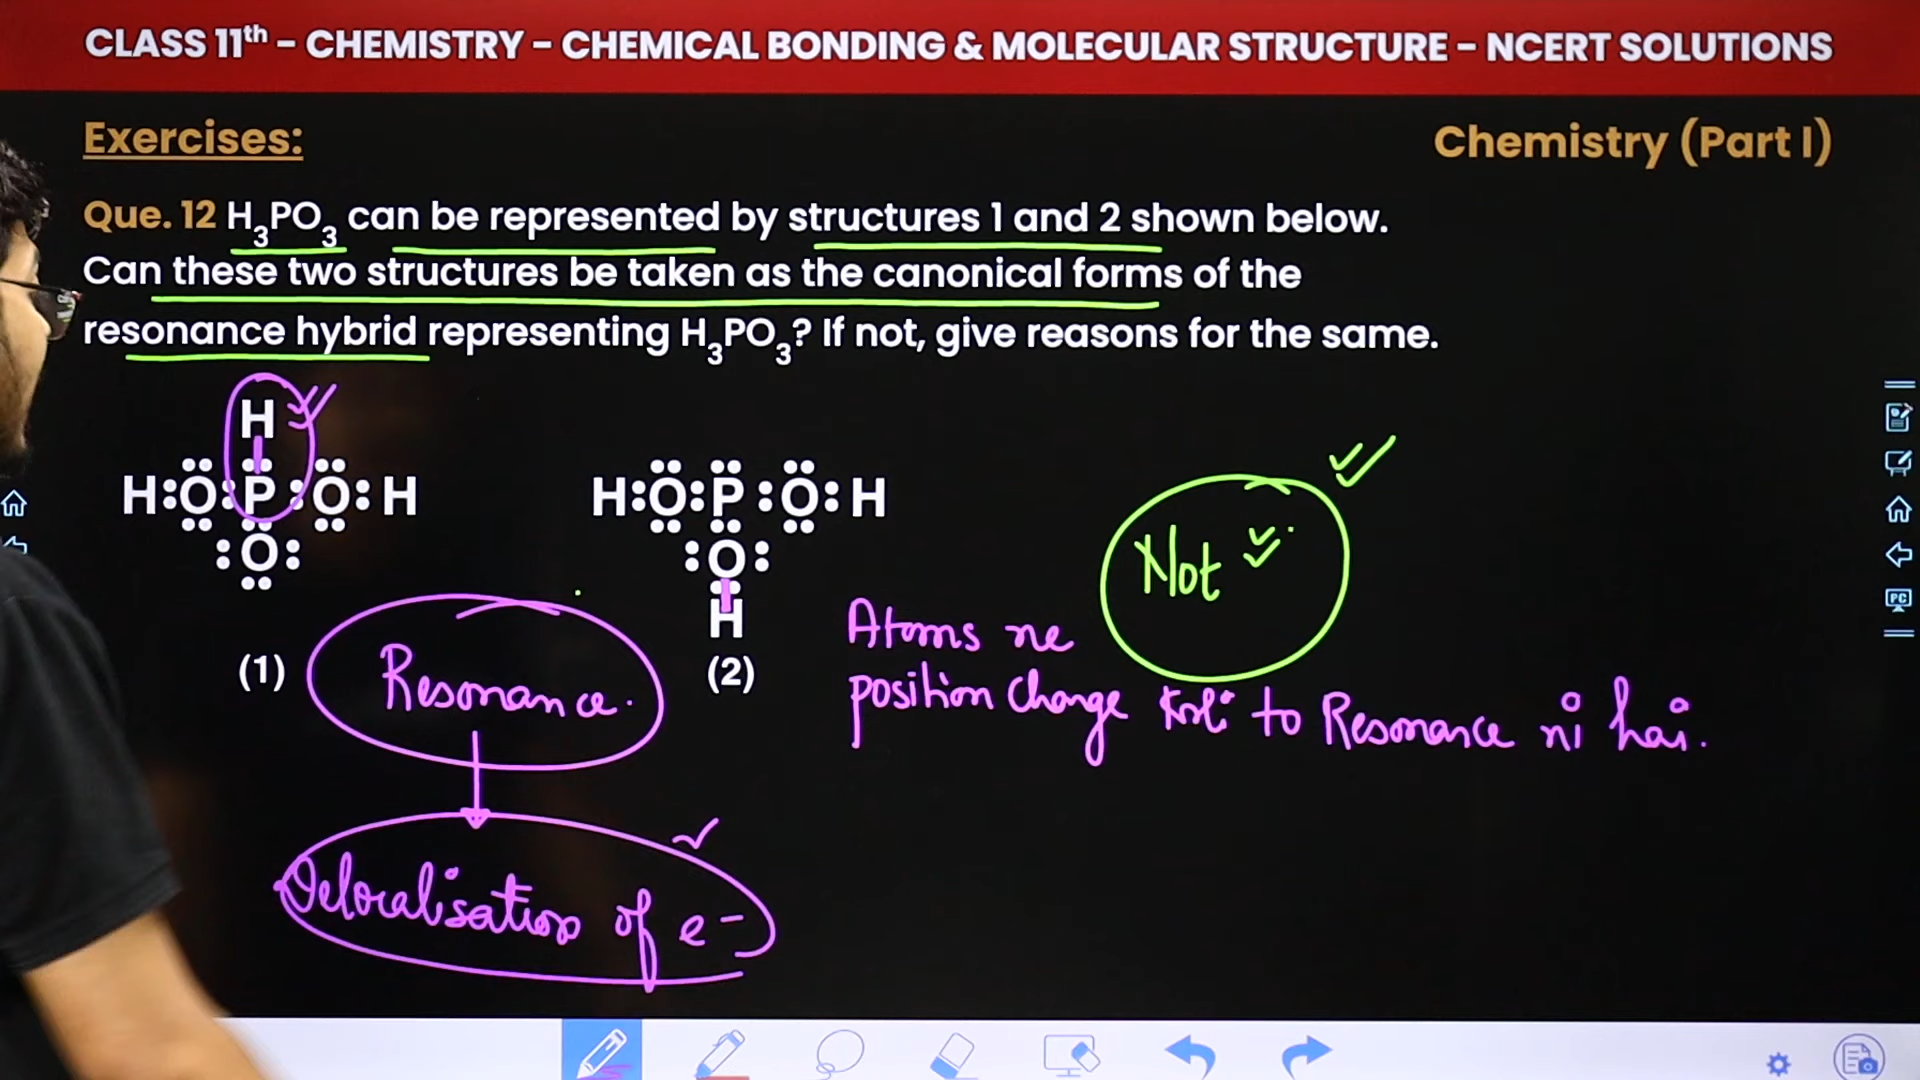 CLASS 11th - CHEMISTRY - CHEMICAL BONDING & MOLECULAR STRUCTURE - NCERT SOLUTIONS
Exercises:
Chemistry (Part I)
Que. 12 H₃PO₃ can be represented by structures 1 and 2 shown below.
Can these two structures be taken as the canonical forms of the
resonance hybrid representing H₃PO₃? If not, give reasons for the same.
H
H:O:P:O:H
O
(1)
H:O:P:O:H
O
H
(2)
Not
Resonance.
Delocalisation of e-
Atoms ne
position change to Resonance ni hai.
PC